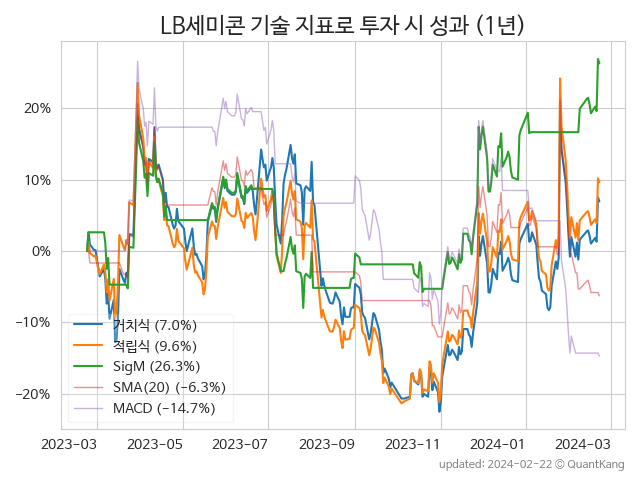 LB세미콘 기술 지표로 투자 시 성과 (1년)
20%
10%
0%
−10%
−20%
거치식 (7.0%)
적립식 (9.6%)
SigM (26.3%)
SMA(20) (−6.3%)
MACD (−14.7%)
2023-03
2023-05
2023-07
2023-09
2023-11
2024-01
2024-03
updated: 2024-02-22 © QuantKang